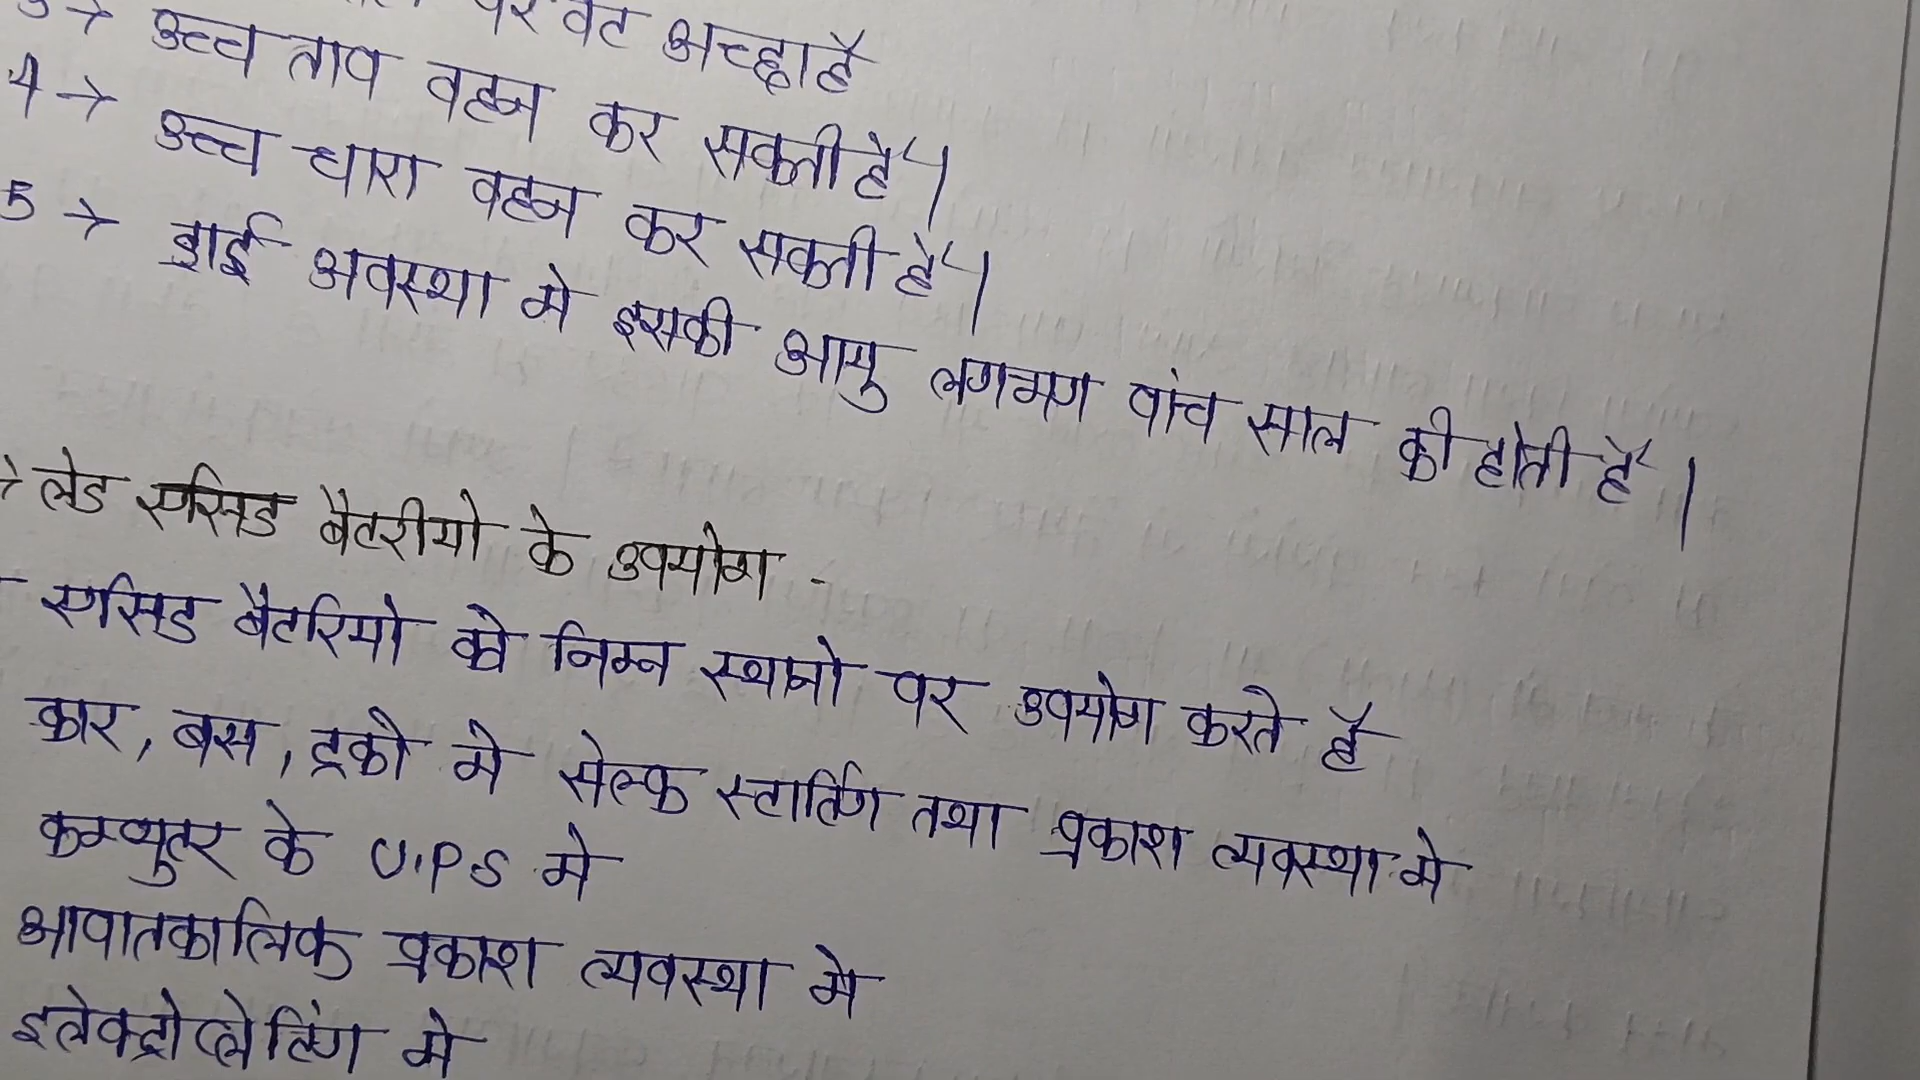 पर वट अच्छा है
3 → उच्च ताप वहन कर सकती है।
4 → उच्च धारा वहन कर सकती है।
5 → ड्राई अवस्था मे इसकी आयु लगभग पांच साल की होती है।
→ लेड एसिड बैटरीयो के उपयोग -
एसिड बैटरियो को निम्न स्थानो पर उपयोग करते है
कार, बस, ट्रको मे सेल्फ स्टार्टिंग तथा प्रकाश व्यवस्था मे
कम्प्युटर के U.P.S मे
आपातकालिक प्रकाश व्यवस्था मे
इलेक्ट्रोप्लेटिंग मे